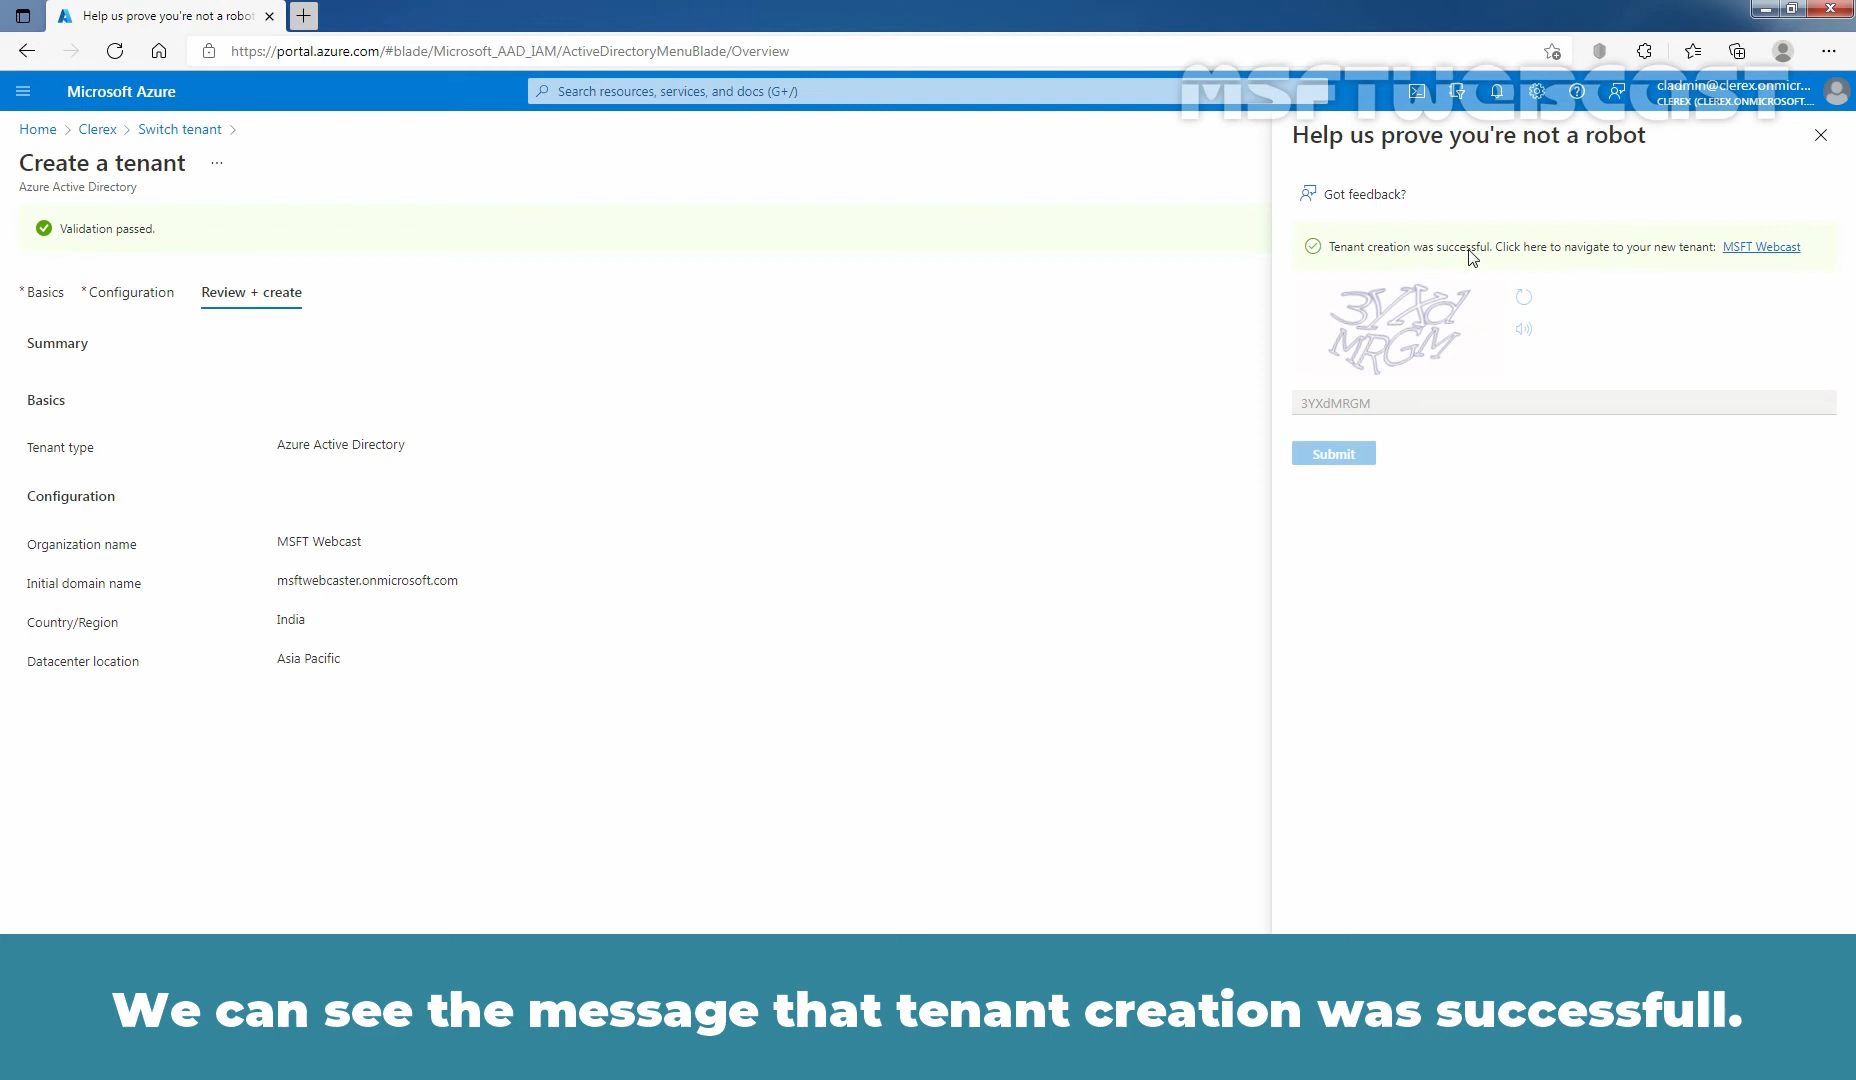 Help us prove you're not a robot
https://portal.azure.com/#blade/Microsoft_AAD_IAM/ActiveDirectoryMenuBlade/Overview
Microsoft Azure
Search resources, services, and docs (G+/)
MSFTWEBCAST
cladmin@clerex.onmicr...
CLEREX (CLEREX.ONMICROSOFT....
Home > Clerex > Switch tenant >
Create a tenant ...
Azure Active Directory
Validation passed.
* Basics * Configuration Review + create
Summary
Basics
Tenant type Azure Active Directory
Configuration
Organization name MSFT Webcast
Initial domain name msftwebcaster.onmicrosoft.com
Country/Region India
Datacenter location Asia Pacific
Help us prove you're not a robot
Got feedback?
Tenant creation was successful. Click here to navigate to your new tenant: MSFT Webcast
3YXd
MRGM
3YXdMRGM
Submit
We can see the message that tenant creation was successfull.